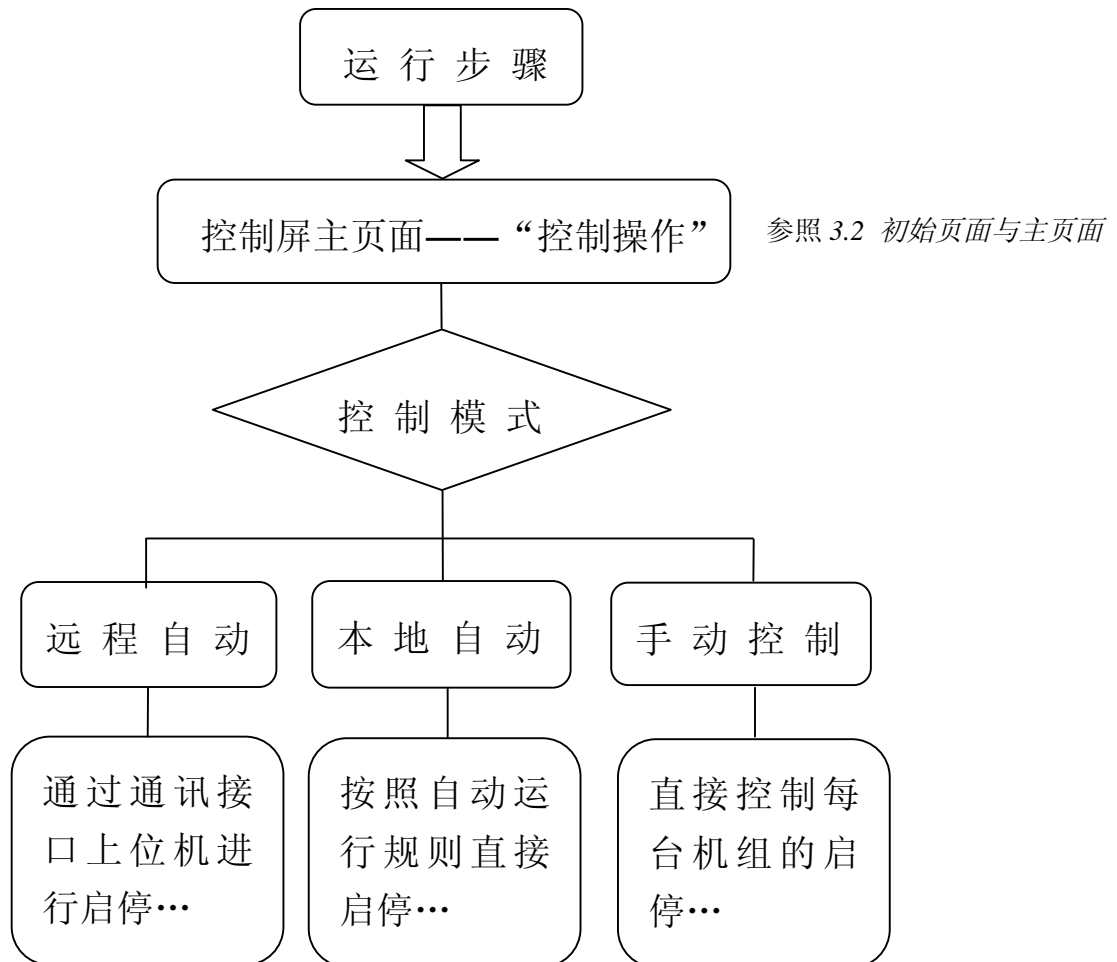 运行步骤
控制屏主页面——“控制操作”
参照 3.2 初始页面与主页面
控制模式
远程自动
本地自动
手动控制
通过通讯接
口上位机进
行启停…
按照自动运
行规则直接
启停…
直接控制每
台机组的启
停…